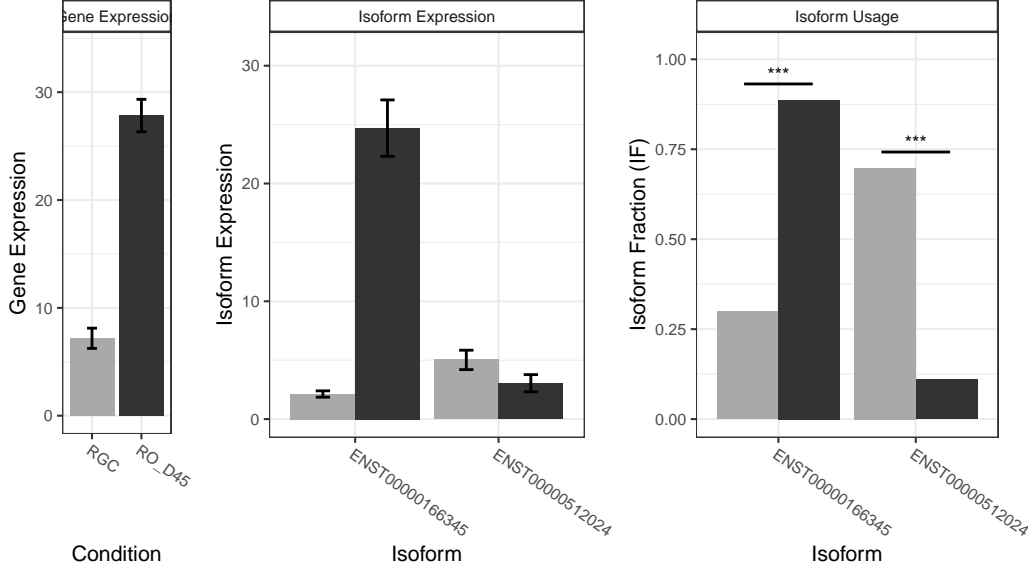 Gene Expression
Gene Expression
30
20
10
0
RGC
RO_D45
Condition
Isoform Expression
Isoform Expression
30
20
10
0
ENST00000166345
ENST00000512024
Isoform
Isoform Usage
Isoform Fraction (IF)
1.00
0.75
0.50
0.25
0.00
***
***
ENST00000166345
ENST00000512024
Isoform